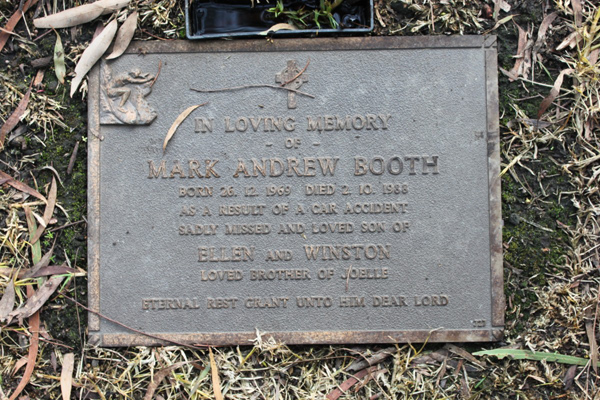 IN LOVING MEMORY
- OF -
MARK ANDREW BOOTH
BORN 26. 12. 1969 DIED 2. 10. 1988
AS A RESULT OF A CAR ACCIDENT
SADLY MISSED AND LOVED SON OF
ELLEN AND WINSTON
LOVED BROTHER OF JOELLE
ETERNAL REST GRANT UNTO HIM DEAR LORD